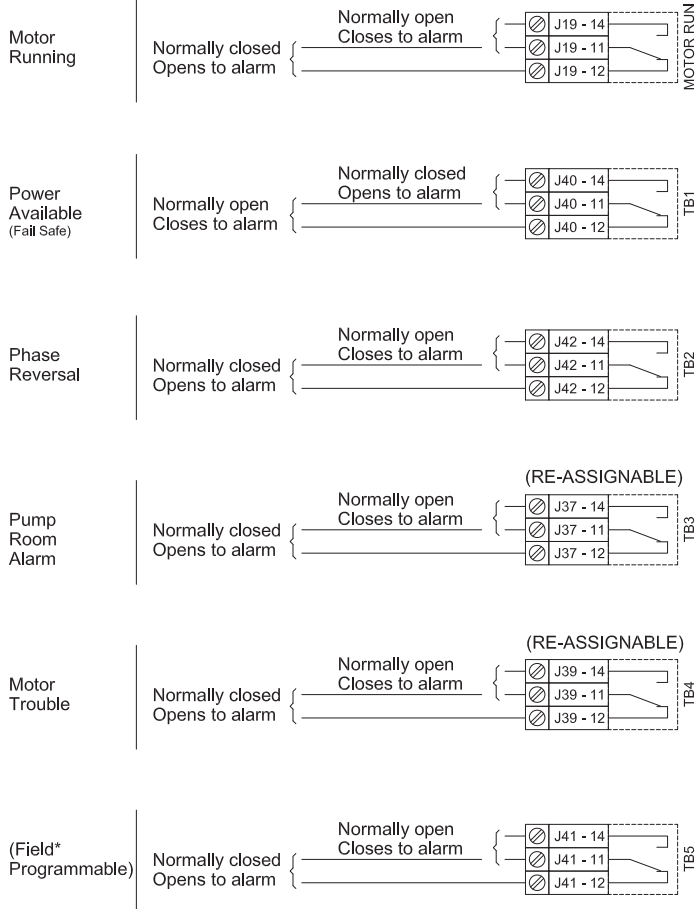 Motor
Running
Normally closed
Opens to alarm
Normally open
Closes to alarm
J19 - 14
J19 - 11
J19 - 12
MOTOR RUN
Power
Available
(Fail Safe)
Normally open
Closes to alarm
Normally closed
Opens to alarm
J40 - 14
J40 - 11
J40 - 12
TB1
Phase
Reversal
Normally closed
Opens to alarm
Normally open
Closes to alarm
J42 - 14
J42 - 11
J42 - 12
TB2
Pump
Room
Alarm
Normally closed
Opens to alarm
Normally open
Closes to alarm
(RE-ASSIGNABLE)
J37 - 14
J37 - 11
J37 - 12
TB3
Motor
Trouble
Normally closed
Opens to alarm
Normally open
Closes to alarm
(RE-ASSIGNABLE)
J39 - 14
J39 - 11
J39 - 12
TB4
(Field*
Programmable)
Normally closed
Opens to alarm
Normally open
Closes to alarm
J41 - 14
J41 - 11
J41 - 12
TB5